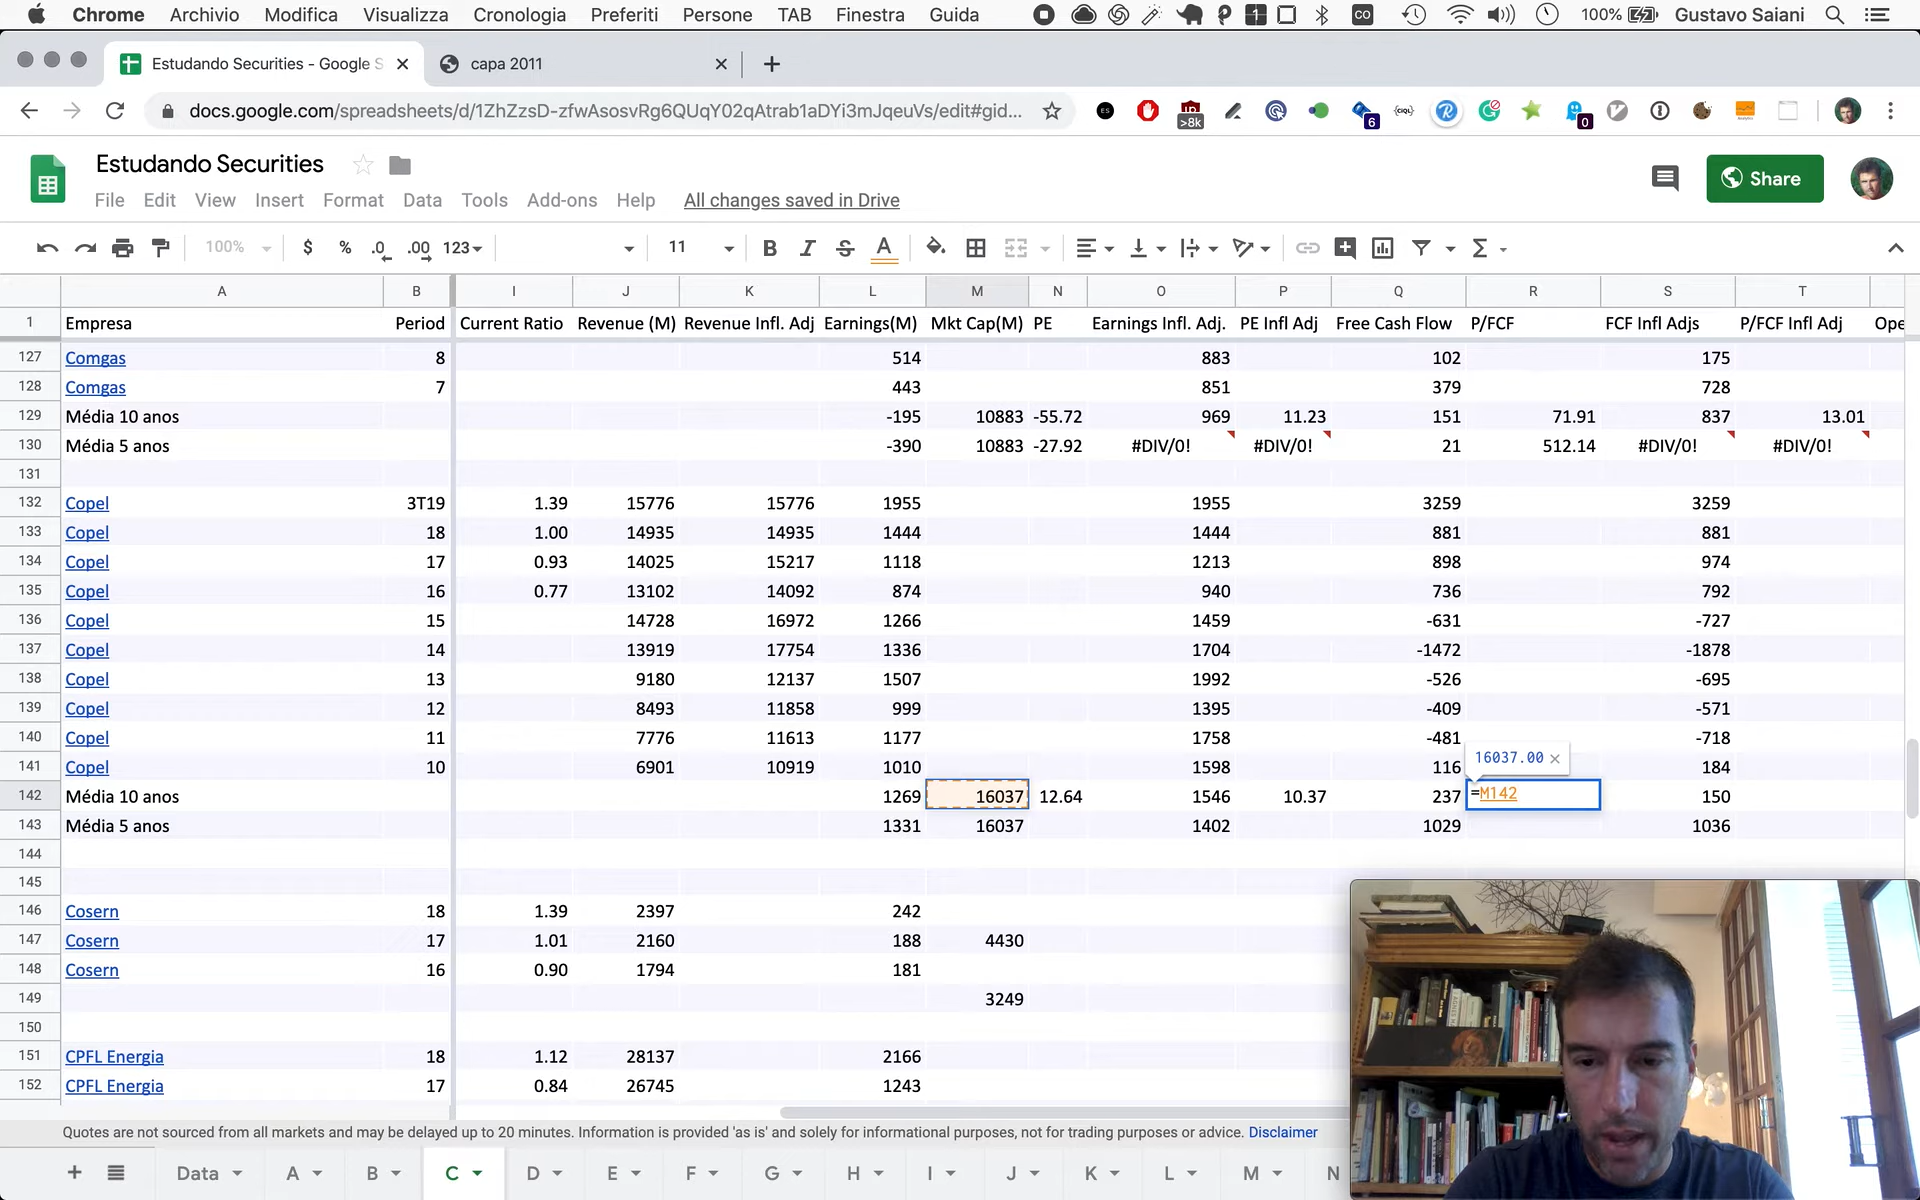 Chrome Archivio Modifica Visualizza Cronologia Preferiti Persone TAB Finestra Guida 1 CO 100% Gustavo Saiani
Estudando Securities - Google S capa 2011
docs.google.com/spreadsheets/d/1ZhZzsD-zfwAsosvRg6QUqY02qAtrab1aDYi3mJqeuVs/edit#gid... >8k 6 0
Estudando Securities
Share
File Edit View Insert Format Data Tools Add-ons Help All changes saved in Drive
100% $ % .0 .00 123 11 B I S A Σ
A B I J K L M N O P Q R S T
1 Empresa Period Current Ratio Revenue (M) Revenue Infl. Adj Earnings(M) Mkt Cap(M) PE Earnings Infl. Adj. PE Infl Adj Free Cash Flow P/FCF FCF Infl Adjs P/FCF Infl Adj Ope
127 Comgas 8 514 883 102 175
128 Comgas 7 443 851 379 728
129 Média 10 anos -195 10883 -55.72 969 11.23 151 71.91 837 13.01
130 Média 5 anos -390 10883 -27.92 #DIV/0! #DIV/0! 21 512.14 #DIV/0! #DIV/0!
131
132 Copel 3T19 1.39 15776 15776 1955 1955 3259 3259
133 Copel 18 1.00 14935 14935 1444 1444 881 881
134 Copel 17 0.93 14025 15217 1118 1213 898 974
135 Copel 16 0.77 13102 14092 874 940 736 792
136 Copel 15 14728 16972 1266 1459 -631 -727
137 Copel 14 13919 17754 1336 1704 -1472 -1878
138 Copel 13 9180 12137 1507 1992 -526 -695
139 Copel 12 8493 11858 999 1395 -409 -571
140 Copel 11 7776 11613 1177 1758 -481 -718
16037.00 ×
141 Copel 10 6901 10919 1010 1598 116 184
142 Média 10 anos 1269 16037 12.64 1546 10.37 237 =M142 150
143 Média 5 anos 1331 16037 1402 1029 1036
144
145
146 Cosern 18 1.39 2397 242
147 Cosern 17 1.01 2160 188 4430
148 Cosern 16 0.90 1794 181
149 3249
150
151 CPFL Energia 18 1.12 28137 2166
152 CPFL Energia 17 0.84 26745 1243
Quotes are not sourced from all markets and may be delayed up to 20 minutes. Information is provided 'as is' and solely for informational purposes, not for trading purposes or advice. Disclaimer
Data A B C D E F G H I J K L M N